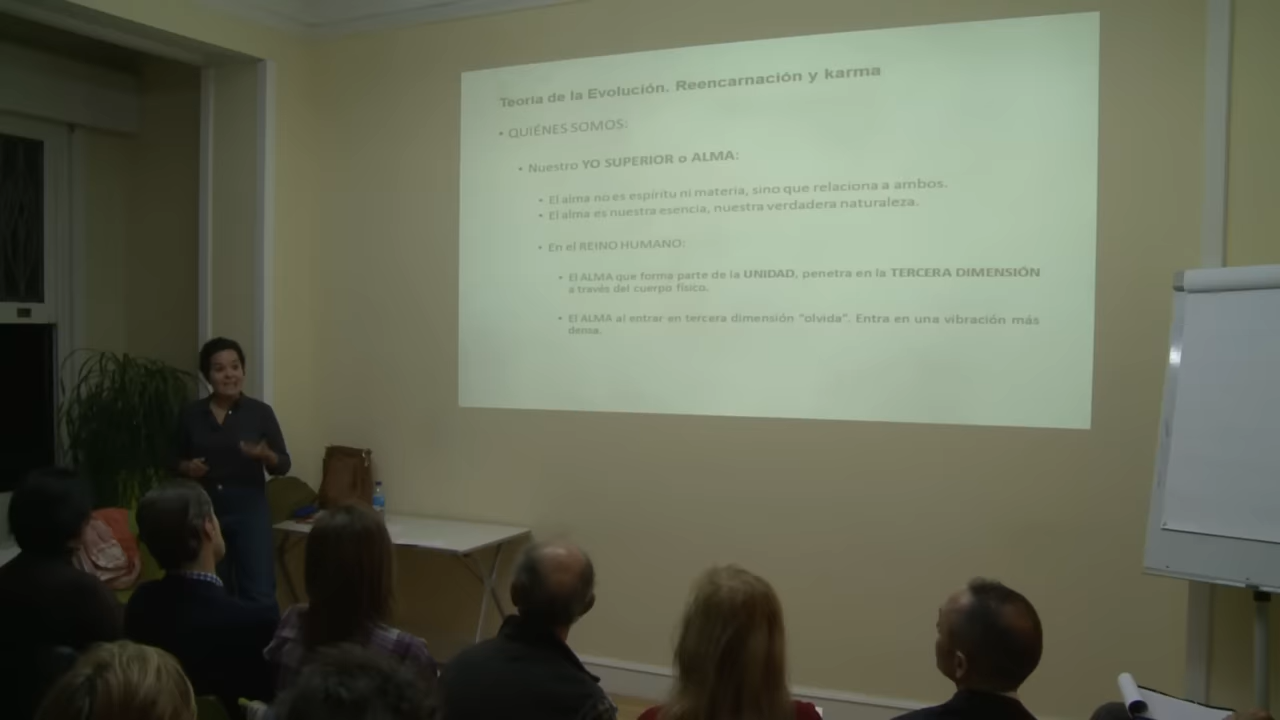 Teoria de la Evolución. Reencarnación y karma
• QUIÉNES SOMOS:
• Nuestro YO SUPERIOR o ALMA:
• El alma no es espíritu ni materia, sino que relaciona a ambos.
• El alma es nuestra esencia, nuestra verdadera naturaleza.
• En el REINO HUMANO:
• El ALMA que forma parte de la UNIDAD, penetra en la TERCERA DIMENSIÓN
a través del cuerpo físico.
• El ALMA al entrar en tercera dimensión "olvida". Entra en una vibración más
densa.